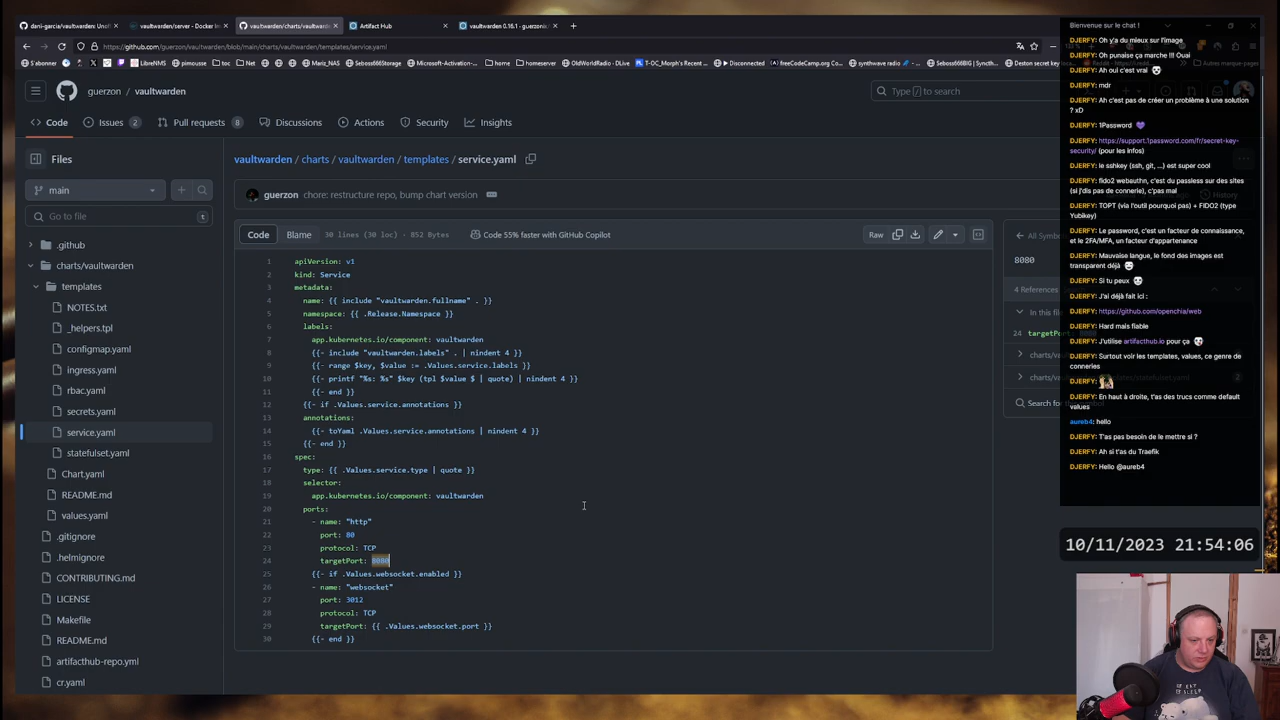 dani-garcia/vaultwarden: Unof
vaultwarden/server - Docker Im
vaultwarden/charts/vaultwarde
Artifact Hub
vaultwarden 0.16.1 · guerzon/va
https://github.com/guerzon/vaultwarden/blob/main/charts/vaultwarden/templates/service.yaml
S'abonner
LibreNMS
pimousse
toc
Net
Mariz_NAS
Seboss666Storage
home
homeserver
OldWorldRadio - DLive
T-OC_Morph's Recent ...
Disconnected
freeCodeCamp.org
synthwave radio
Seboss666BIG | Synth...
Deston secret key
Autres marque-pages
guerzon
vaultwarden
Type / to search
Code
Issues 2
Pull requests 8
Discussions
Actions
Security
Insights
Files
main
Go to file
t
.github
charts/vaultwarden
templates
NOTES.txt
_helpers.tpl
configmap.yaml
ingress.yaml
rbac.yaml
secrets.yaml
service.yaml
statefulset.yaml
Chart.yaml
README.md
values.yaml
.gitignore
.helmignore
CONTRIBUTING.md
LICENSE
Makefile
README.md
artifacthub-repo.yml
cr.yaml
vaultwarden / charts / vaultwarden / templates / service.yaml
guerzon chore: restructure repo, bump chart version
History
Code
Blame
30 lines (30 loc) · 852 Bytes
Code 55% faster with GitHub Copilot
Raw
1 apiVersion: v1
2 kind: Service
3 metadata:
4 name: {{ include "vaultwarden.fullname" . }}
5 namespace: {{ .Release.Namespace }}
6 labels:
7 app.kubernetes.io/component: vaultwarden
8 {{- include "vaultwarden.labels" . | nindent 4 }}
9 {{- range $key, $value := .Values.service.labels }}
10 {{- printf "%s: %s" $key (tpl $value $ | quote) | nindent 4 }}
11 {{- end }}
12 {{- if .Values.service.annotations }}
13 annotations:
14 {{- toYaml .Values.service.annotations | nindent 4 }}
15 {{- end }}
16 spec:
17 type: {{ .Values.service.type | quote }}
18 selector:
19 app.kubernetes.io/component: vaultwarden
20 ports:
21 - name: "http"
22 port: 80
23 protocol: TCP
24 targetPort: 8080
25 {{- if .Values.websocket.enabled }}
26 - name: "websocket"
27 port: 3012
28 protocol: TCP
29 targetPort: {{ .Values.websocket.port }}
30 {{- end }}
All Sym
8080
4 References
In this file
24 targetPort: 8080
Bienvenue sur le chat !
DJERFY: Oh y'a du mieux sur l'image
DJERFY: Oh punaise ça marche !!! Ouai
DJERFY: Ah oui c'est vrai
DJERFY: mdr
DJERFY: Ah c'est pas de créer un problème à une solution
? xD
DJERFY: 1Password
DJERFY: https://support.1password.com/fr/secret-key-
security/ (pour les infos)
DJERFY: le sshkey (ssh, git, ...) est super cool
DJERFY: fido2 webauthn, c'est du passless sur des sites
(si j'dis pas de connerie), c'pas mal
DJERFY: TOPT (via l'outil pourquoi pas) + FIDO2 (type
Yubikey)
DJERFY: Le password, c'est un facteur de connaissance,
et le 2FA/MFA, un facteur d'appartenance
DJERFY: Mauvaise langue, le fond des images est
transparent déjà
DJERFY: Si tu peux
DJERFY: J'ai déjà fait ici :
DJERFY: https://github.com/openchia/web
DJERFY: Hard mais fiable
DJERFY: J'utilise artifacthub.io pour ça
DJERFY: Surtout voir les templates, values, ce genre de
conneries
DJERFY:
DJERFY: En haut à droite, t'as des trucs comme default
values
aureb4: hello
DJERFY: T'as pas besoin de le mettre si ?
DJERFY: Ah si t'as du Traefik
DJERFY: Hello @aureb4
10/11/2023 21:54:06